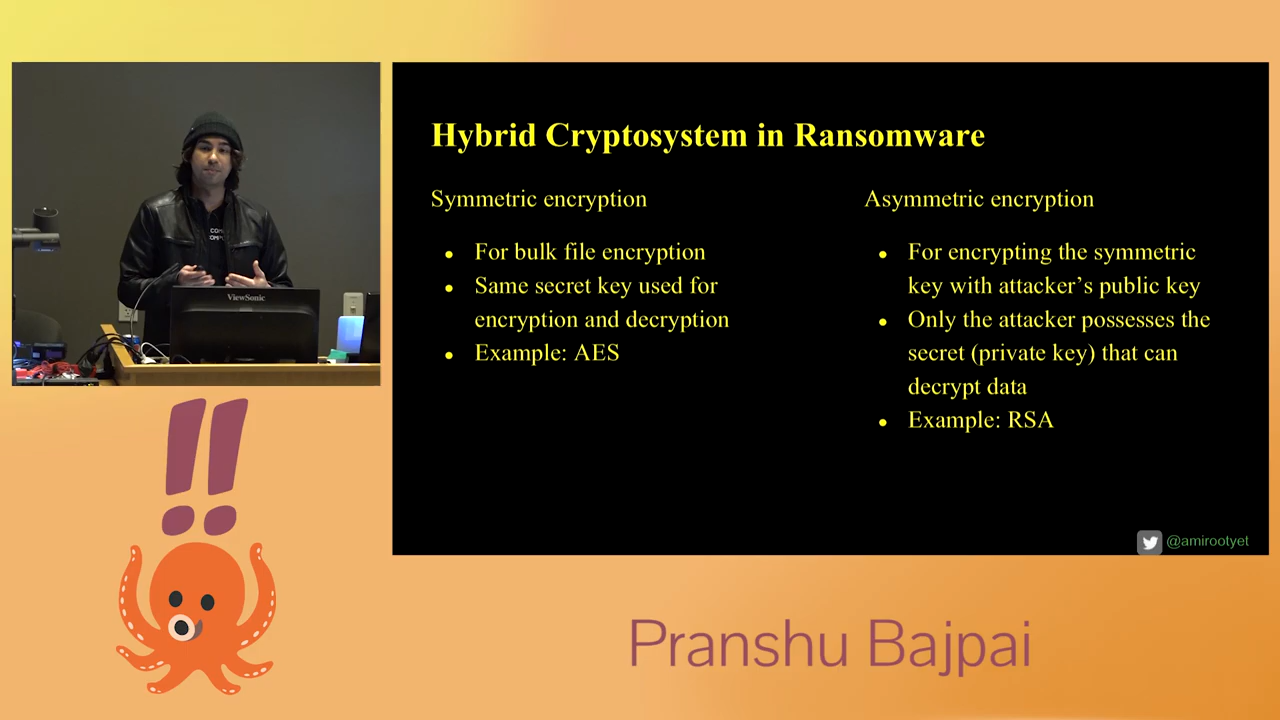 Hybrid Cryptosystem in Ransomware
Symmetric encryption
● For bulk file encryption
● Same secret key used for
encryption and decryption
● Example: AES
Asymmetric encryption
● For encrypting the symmetric
key with attacker's public key
● Only the attacker possesses the
secret (private key) that can
decrypt data
● Example: RSA
@amirootyet
ViewSonic
!!
Pranshu Bajpai